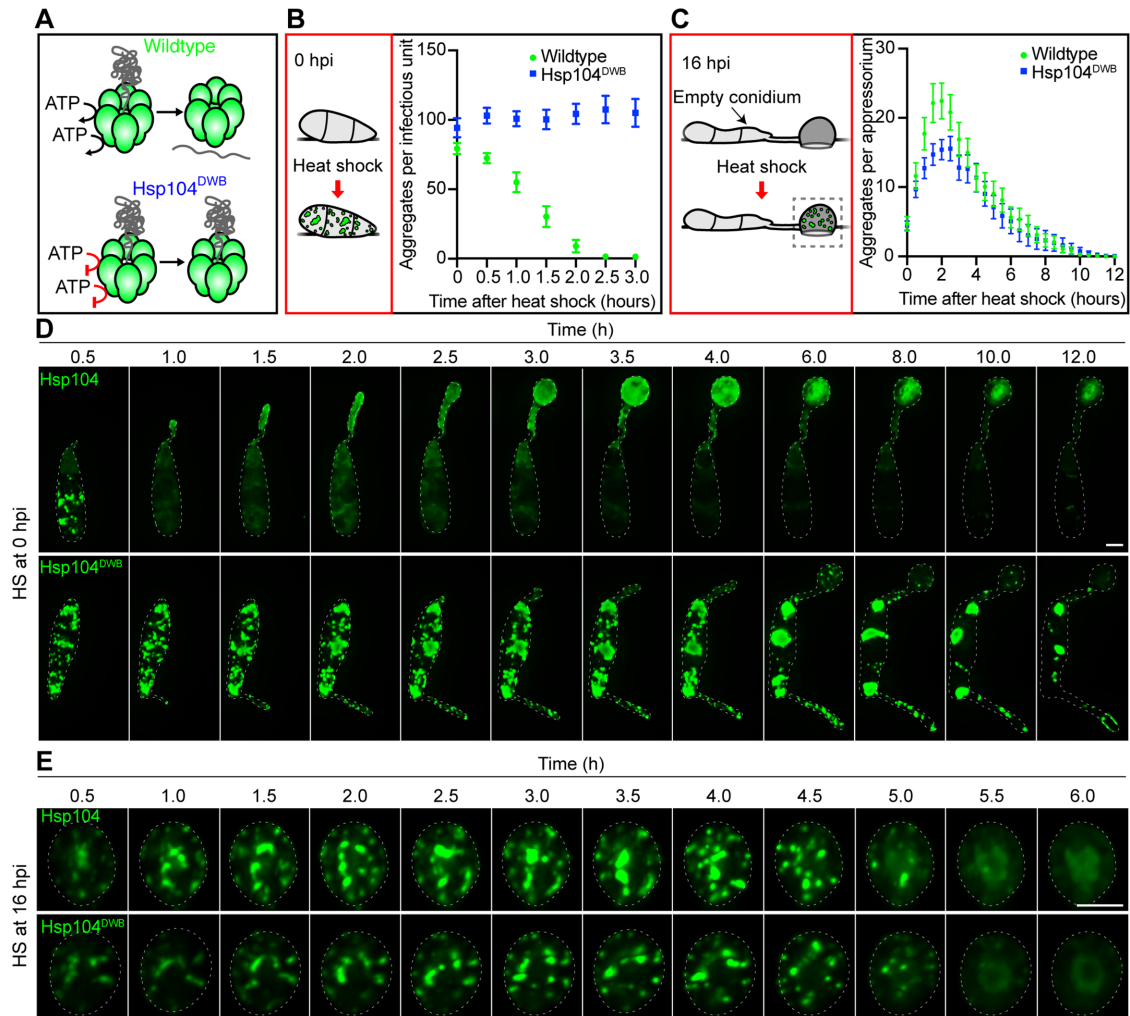 A
Wildtype
ATP
ATP
Hsp104DWB
ATP
ATP
B
0 hpi
Heat shock
Wildtype
Hsp104DWB
Aggregates per infectious unit
150
100
50
0
0 0.5 1.0 1.5 2.0 2.5 3.0
Time after heat shock (hours)
C
16 hpi
Empty conidium
Heat shock
Wildtype
Hsp104DWB
Aggregates per appressorium
30
20
10
0
0 2 4 6 8 10 12
Time after heat shock (hours)
D
Time (h)
0.5 1.0 1.5 2.0 2.5 3.0 3.5 4.0 6.0 8.0 10.0 12.0
HS at 0 hpi
Hsp104
Hsp104DWB
E
Time (h)
0.5 1.0 1.5 2.0 2.5 3.0 3.5 4.0 4.5 5.0 5.5 6.0
HS at 16 hpi
Hsp104
Hsp104DWB